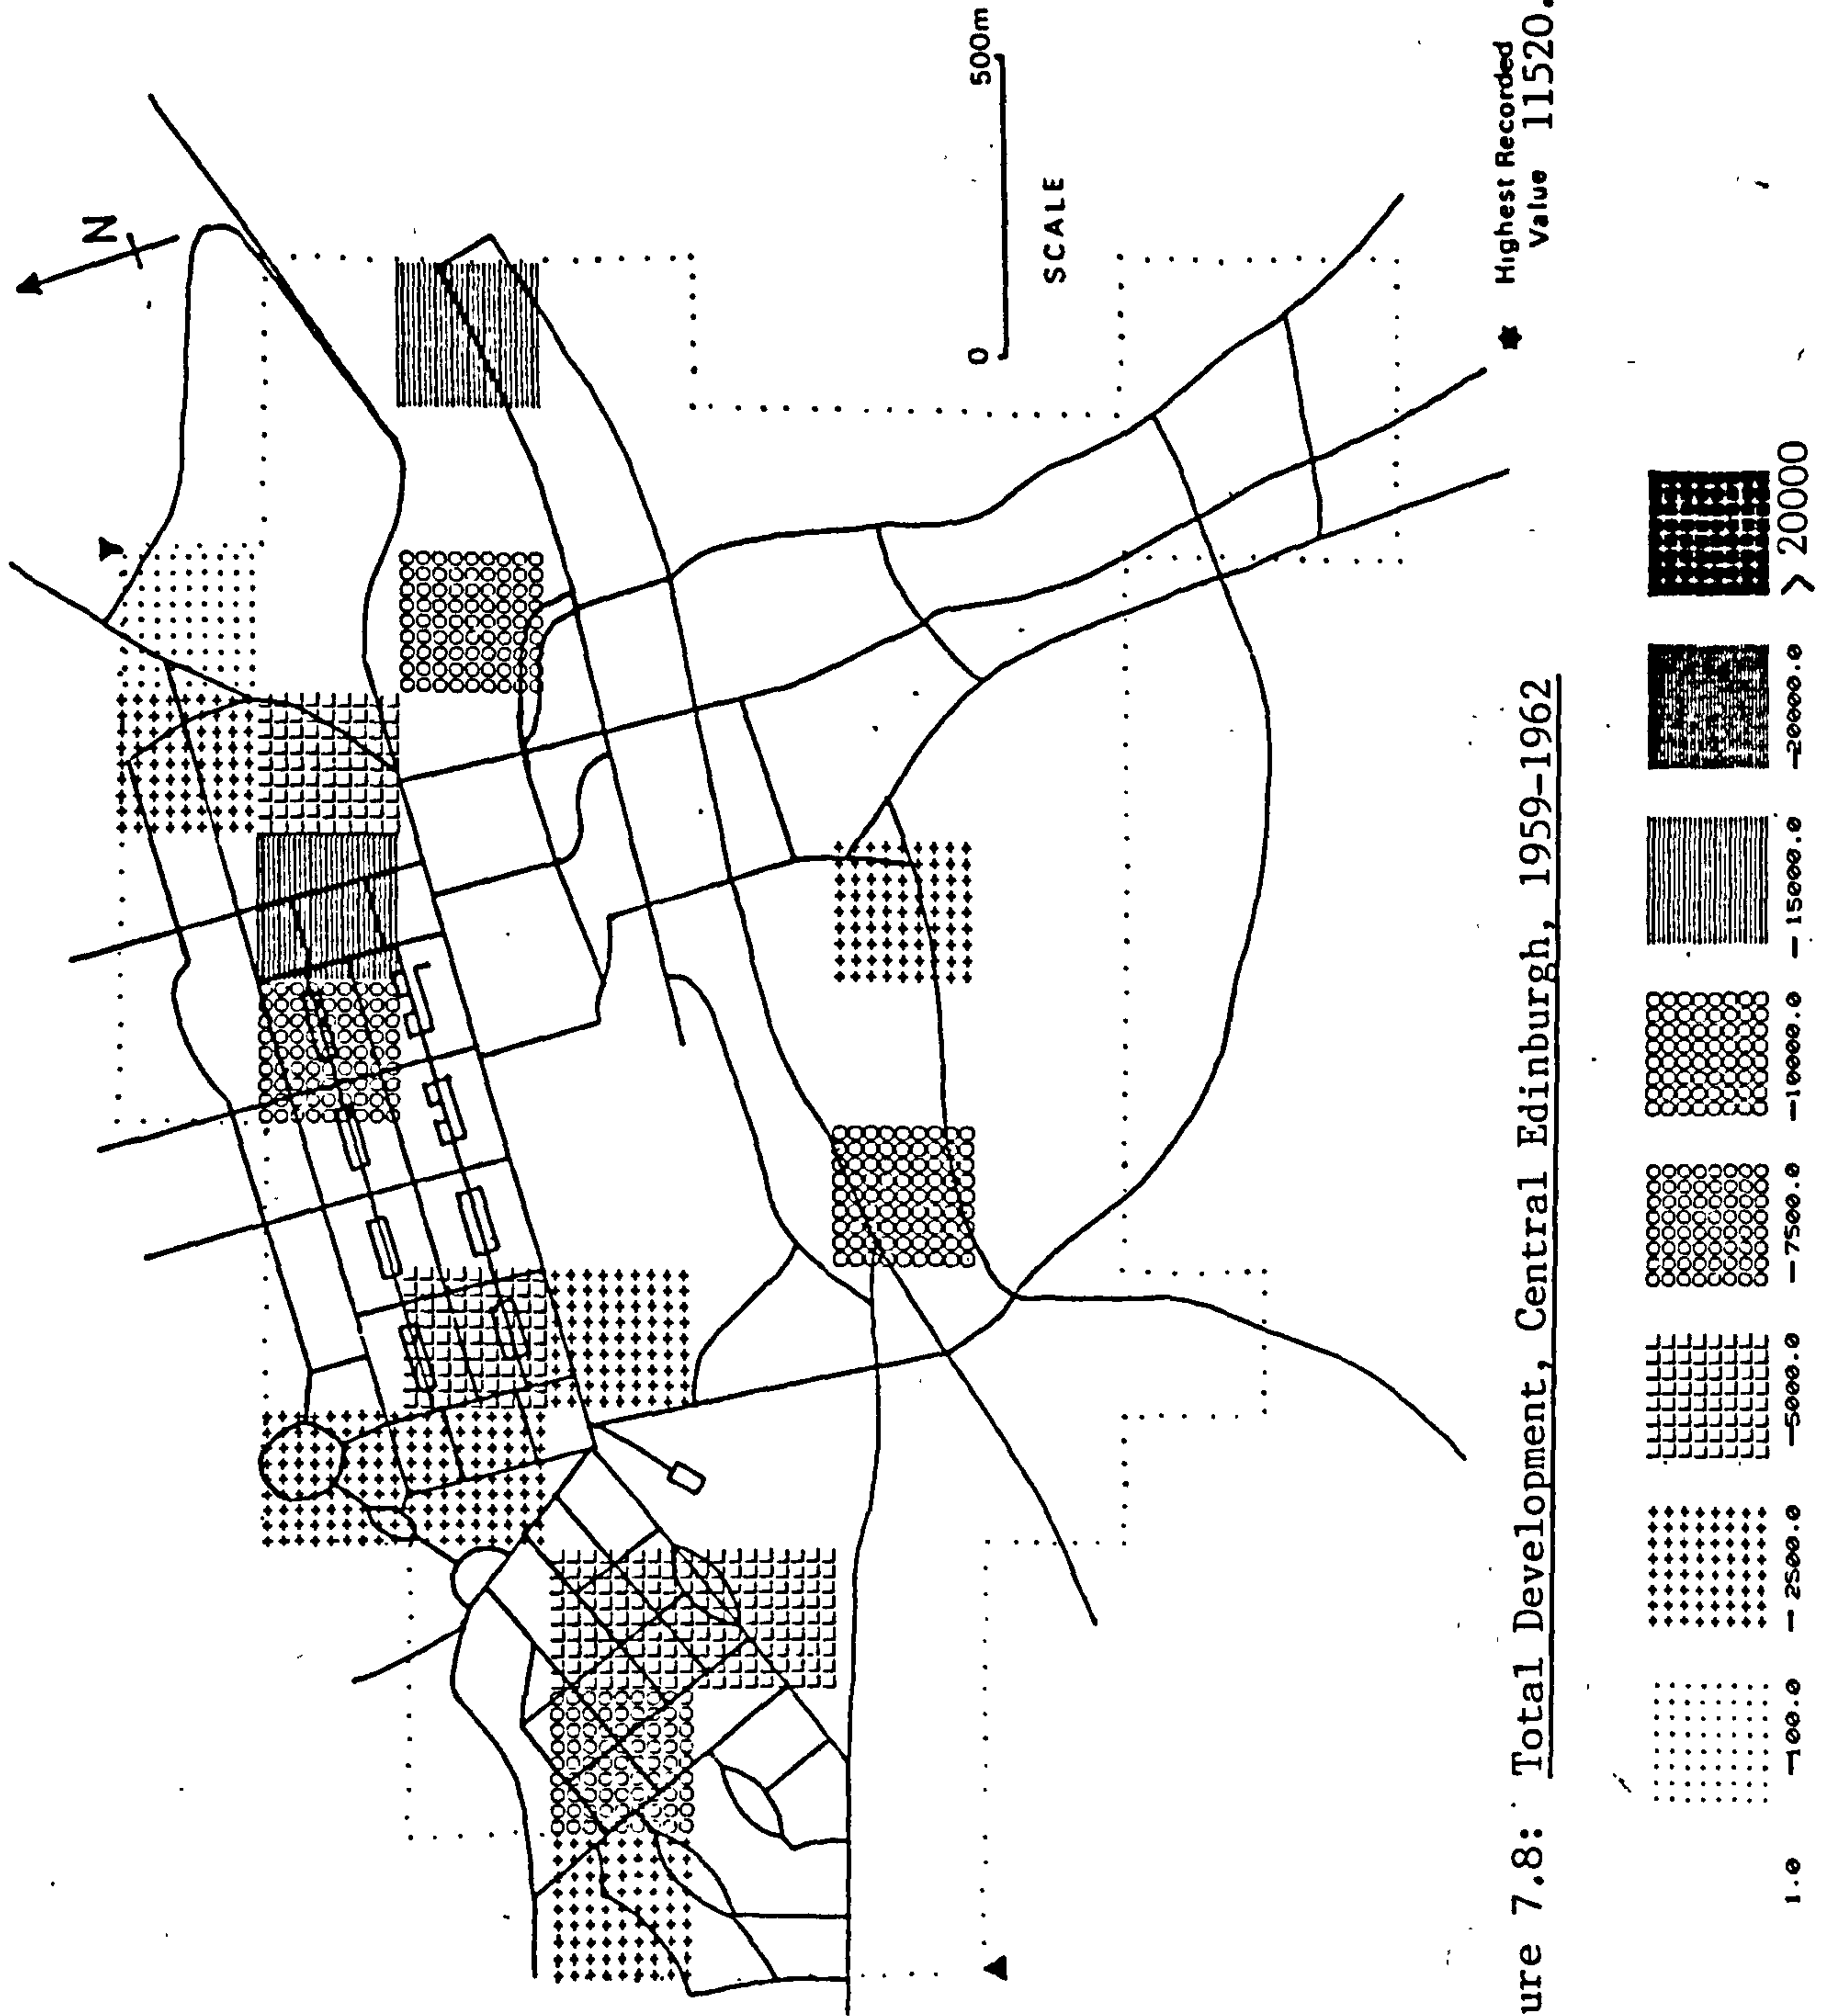 N
0 500m
SCALE
Highest Recorded
Value 11520.
ure 7.8: Total Development, Central Edinburgh, 1959-1962
1.0 -100.0 -2500.0 -5000.0 -7500.0 -10000.0 -15000.0 -20000.0 > 20000